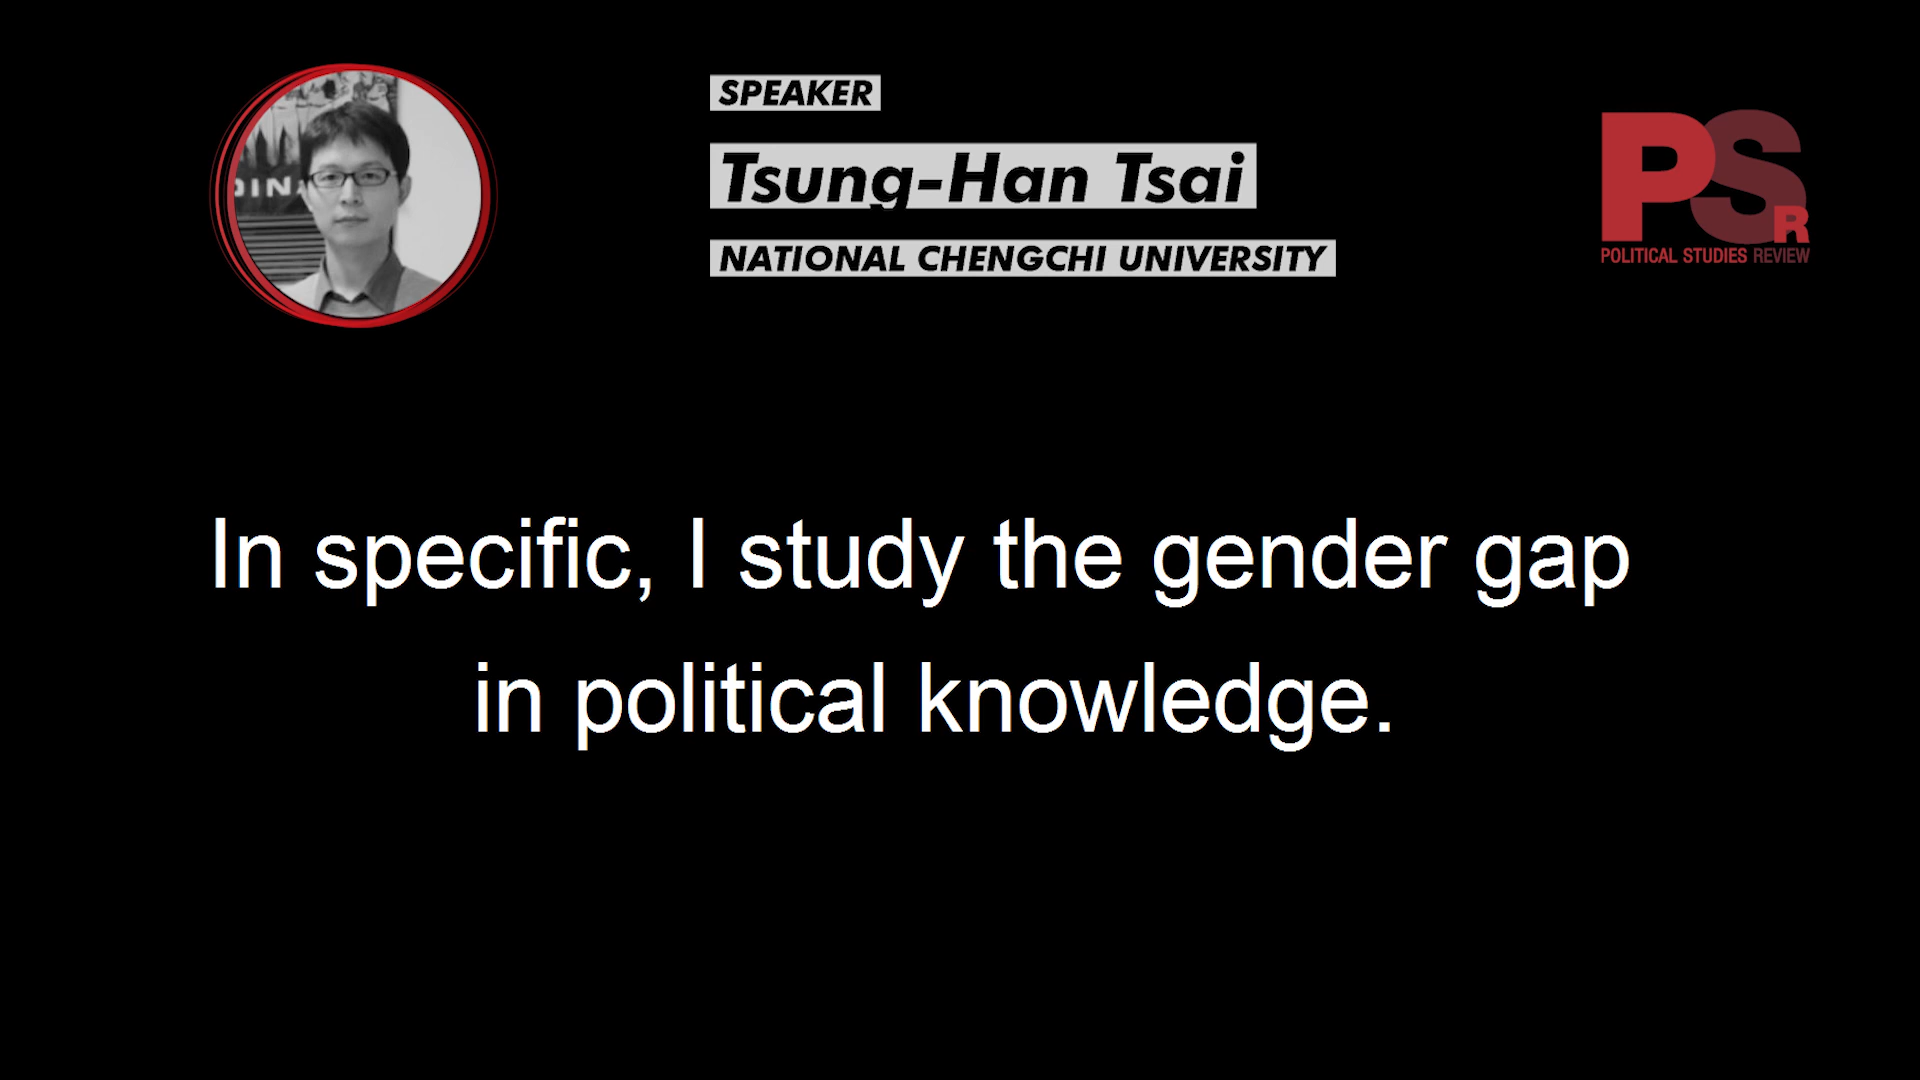 SPEAKER
Tsung-Han Tsai
NATIONAL CHENGCHI UNIVERSITY
PSR
POLITICAL STUDIES REVIEW
In specific, I study the gender gap
in political knowledge.